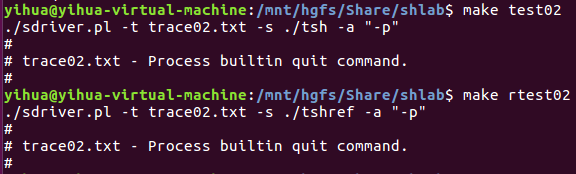 yihua@yihua-virtual-machine:/mnt/hgfs/Share/shlab$ make test02
./sdriver.pl -t trace02.txt -s ./tsh -a "-p"
#
# trace02.txt - Process builtin quit command.
#
yihua@yihua-virtual-machine:/mnt/hgfs/Share/shlab$ make rtest02
./sdriver.pl -t trace02.txt -s ./tshref -a "-p"
#
# trace02.txt - Process builtin quit command.
#